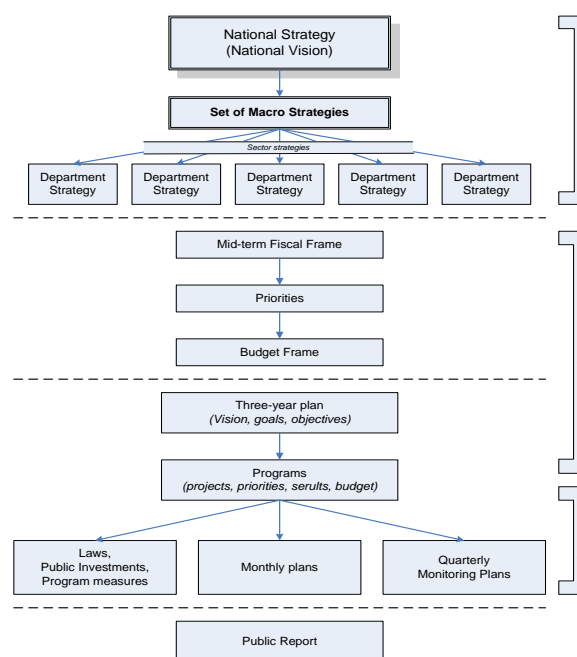 National Strategy
(National Vision)
Set of Macro Strategies
Sector strategies
Department
Strategy
Department
Strategy
Department
Strategy
Department
Strategy
Department
Strategy
Mid-term Fiscal Frame
Priorities
Budget Frame
Three-year plan
(Vision, goals, objectives)
Programs
(projects, priorities, serults, budget)
Laws,
Public Investments,
Program measures
Monthly plans
Quarterly
Monitoring Plans
Public Report